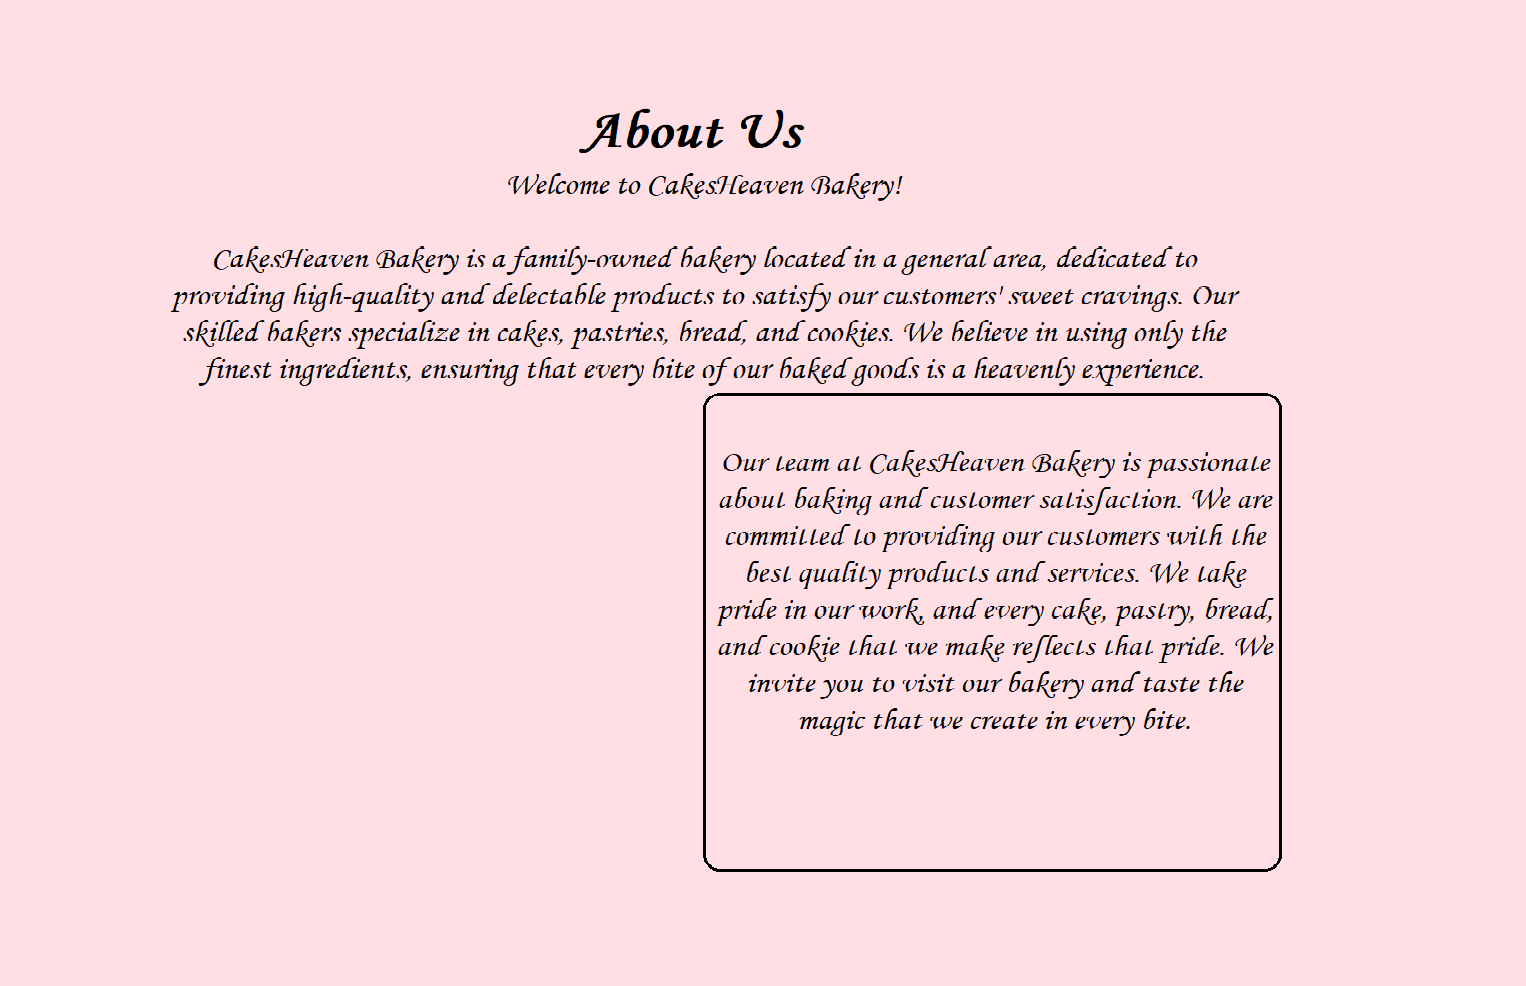 About Us
Welcome to CakesHeaven Bakery!
CakesHeaven Bakery is a family-owned bakery located in a general area, dedicated to
providing high-quality and delectable products to satisfy our customers' sweet cravings. Our
skilled bakers specialize in cakes, pastries, bread, and cookies. We believe in using only the
finest ingredients, ensuring that every bite of our baked goods is a heavenly experience.
Our team at CakesHeaven Bakery is passionate
about baking and customer satisfaction. We are
committed to providing our customers with the
best quality products and services. We take
pride in our work, and every cake, pastry, bread,
and cookie that we make reflects that pride. We
invite you to visit our bakery and taste the
magic that we create in every bite.